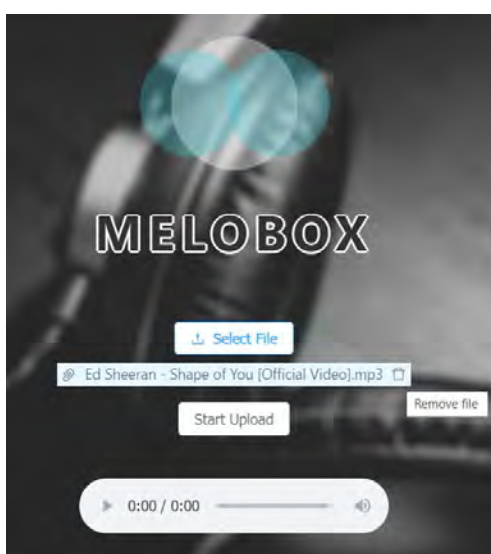 MELOBOX
Select File
Ed Sheeran - Shape of You [Official Video].mp3
Remove file
Start Upload
0:00 / 0:00